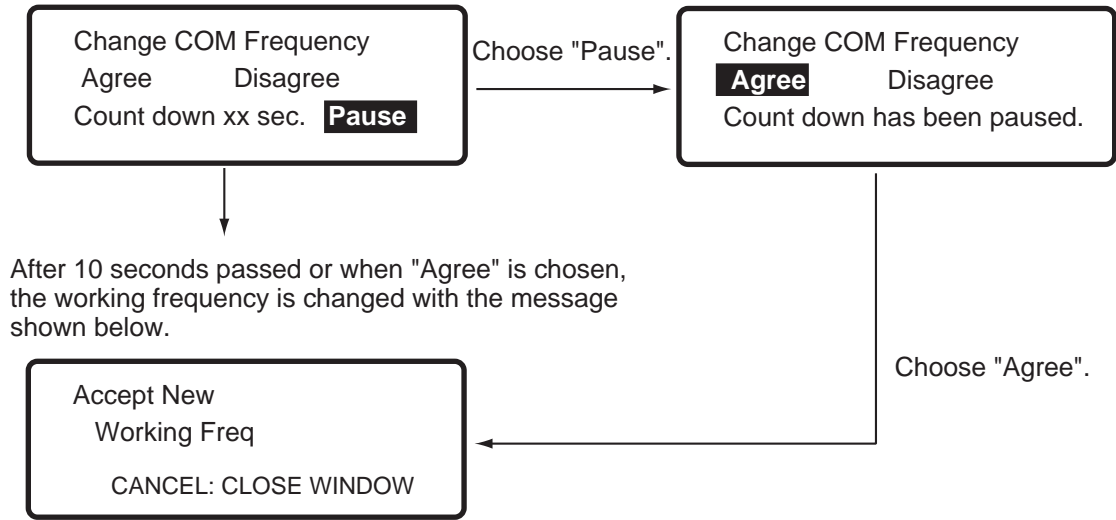 Change COM Frequency
Agree Disagree
Count down xx sec. Pause
Choose "Pause".
Change COM Frequency
Agree Disagree
Count down has been paused.
After 10 seconds passed or when "Agree" is chosen,
the working frequency is changed with the message
shown below.
Choose "Agree".
Accept New
Working Freq
CANCEL: CLOSE WINDOW